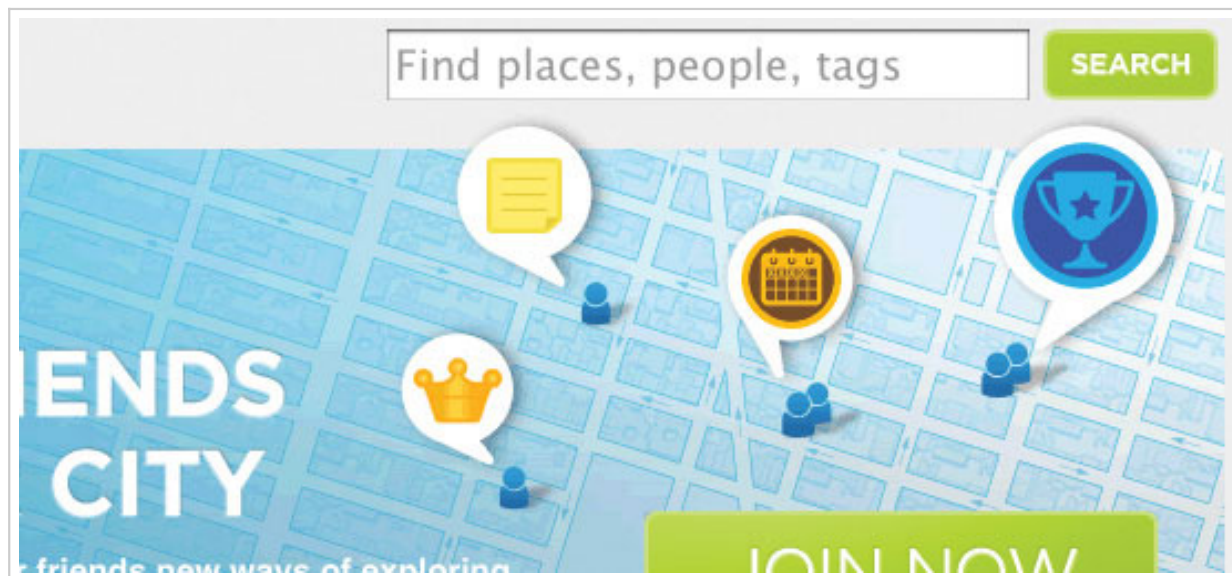 Find places, people, tags
SEARCH
IENDS
CITY
r friends new ways of exploring
JOIN NOW